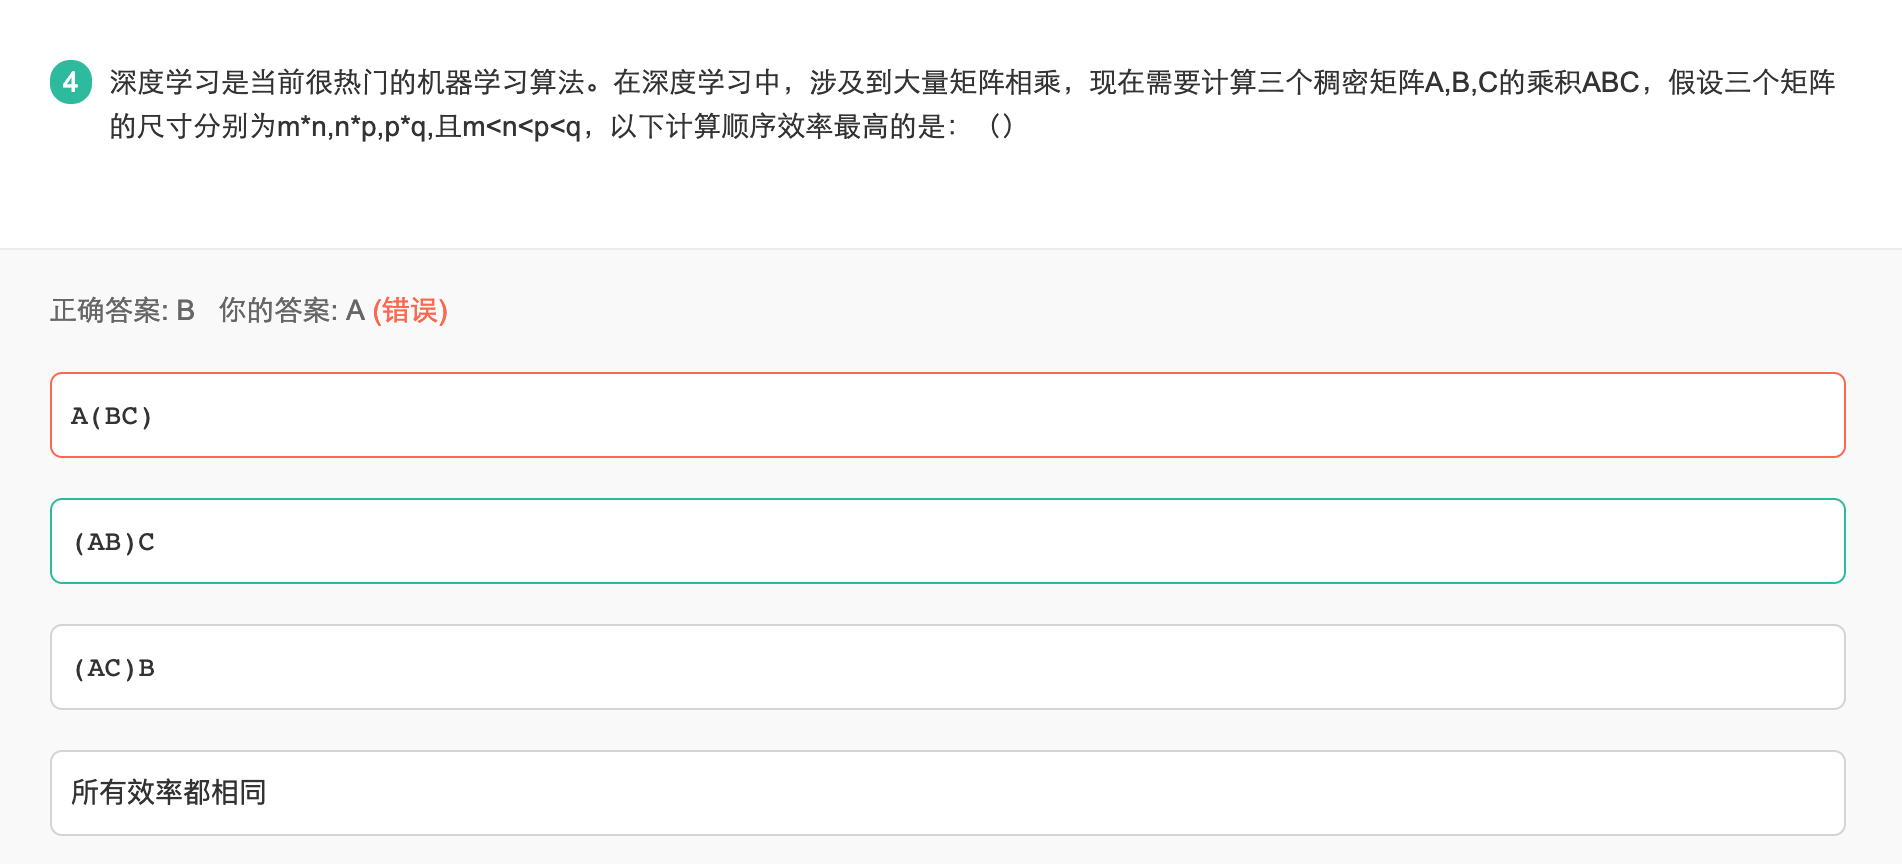 4 深度学习是当前很热门的机器学习算法。在深度学习中，涉及到大量矩阵相乘，现在需要计算三个稠密矩阵A,B,C的乘积ABC，假设三个矩阵
的尺寸分别为m*n,n*p,p*q,且m<n<p<q，以下计算顺序效率最高的是：（）
正确答案: B 你的答案: A (错误)
A(BC)
(AB)C
(AC)B
所有效率都相同